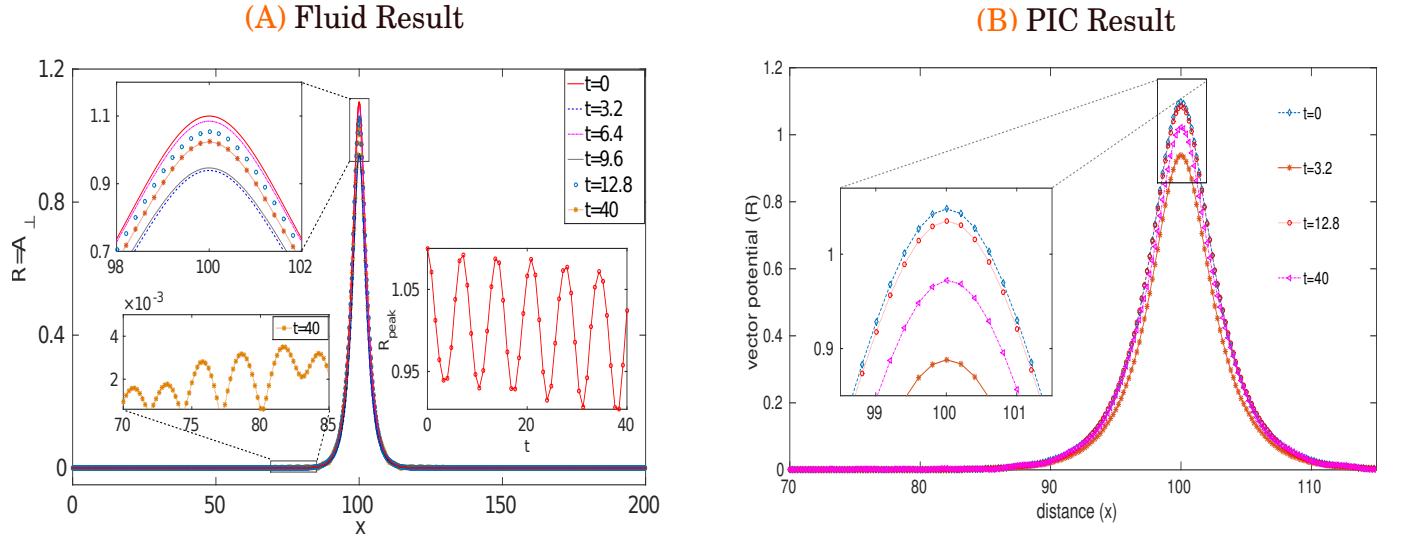 (A) Fluid Result
1.2
0.8
0.4
0
R=A⊥
0 50 100 150 200
x
t=0
t=3.2
t=6.4
t=9.6
t=12.8
t=40
1.1
0.9
0.7
98 100 102
×10-3
4
2
t=40
70 75 80 85
1.05
0.95
Rpeak
0 20 40
t
(B) PIC Result
1.2
1
0.8
0.6
0.4
0.2
0
vector potential (R)
70 80 90 100 110
distance (x)
t=0
t=3.2
t=12.8
t=40
1
0.9
99 100 101